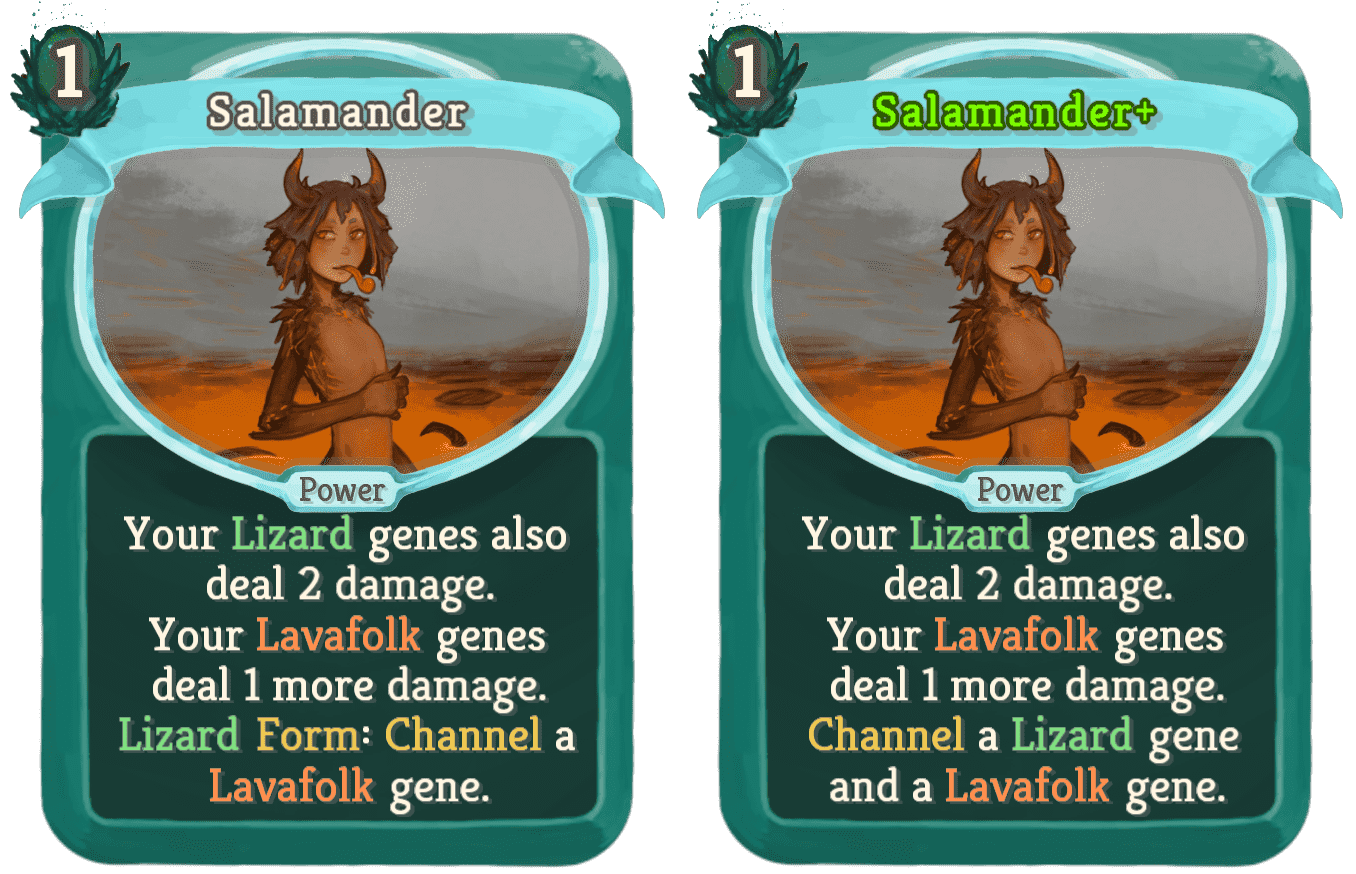 1
Salamander
Power
Your Lizard genes also
deal 2 damage.
Your Lavafolk genes
deal 1 more damage.
Lizard Form: Channel a
Lavafolk gene.
1
Salamander+
Power
Your Lizard genes also
deal 2 damage.
Your Lavafolk genes
deal 1 more damage.
Channel a Lizard gene
and a Lavafolk gene.